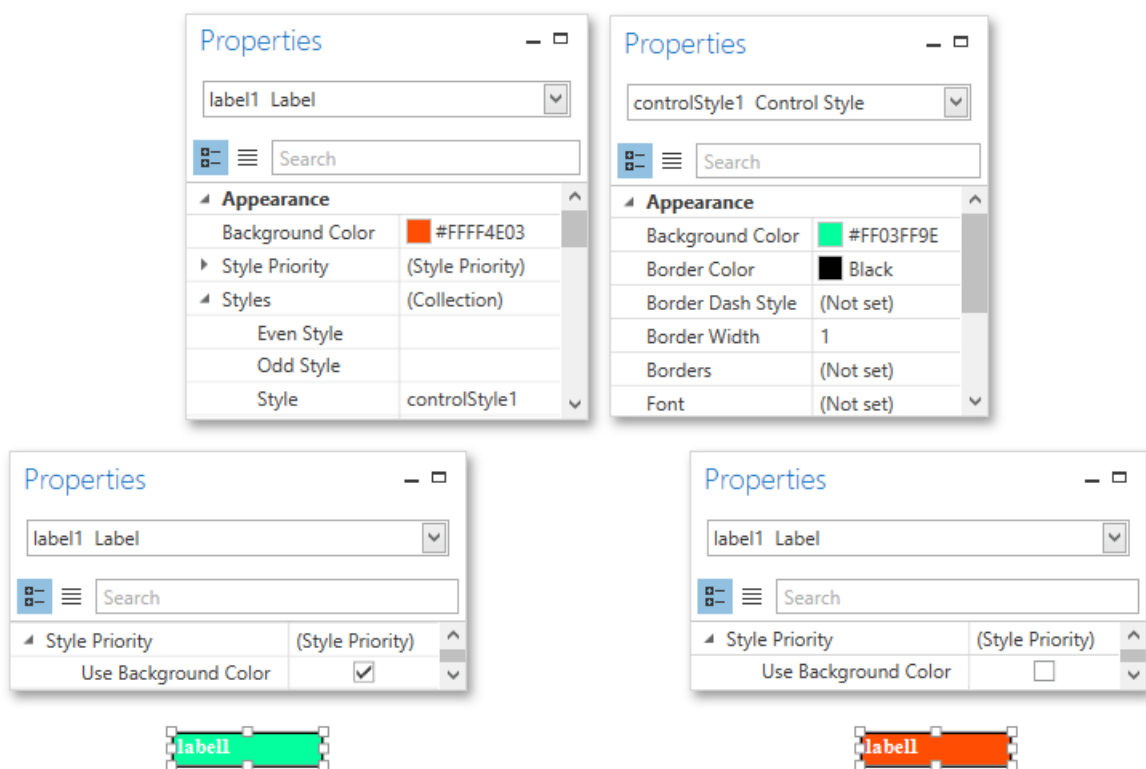 Properties
label1 Label
Search
Appearance
Background Color #FFFF4E03
Style Priority (Style Priority)
Styles (Collection)
Even Style
Odd Style
Style controlStyle1
Properties
controlStyle1 Control Style
Search
Appearance
Background Color #FF03FF9E
Border Color Black
Border Dash Style (Not set)
Border Width 1
Borders (Not set)
Font (Not set)
Properties
label1 Label
Search
Style Priority (Style Priority)
Use Background Color
label1
Properties
label1 Label
Search
Style Priority (Style Priority)
Use Background Color
label1